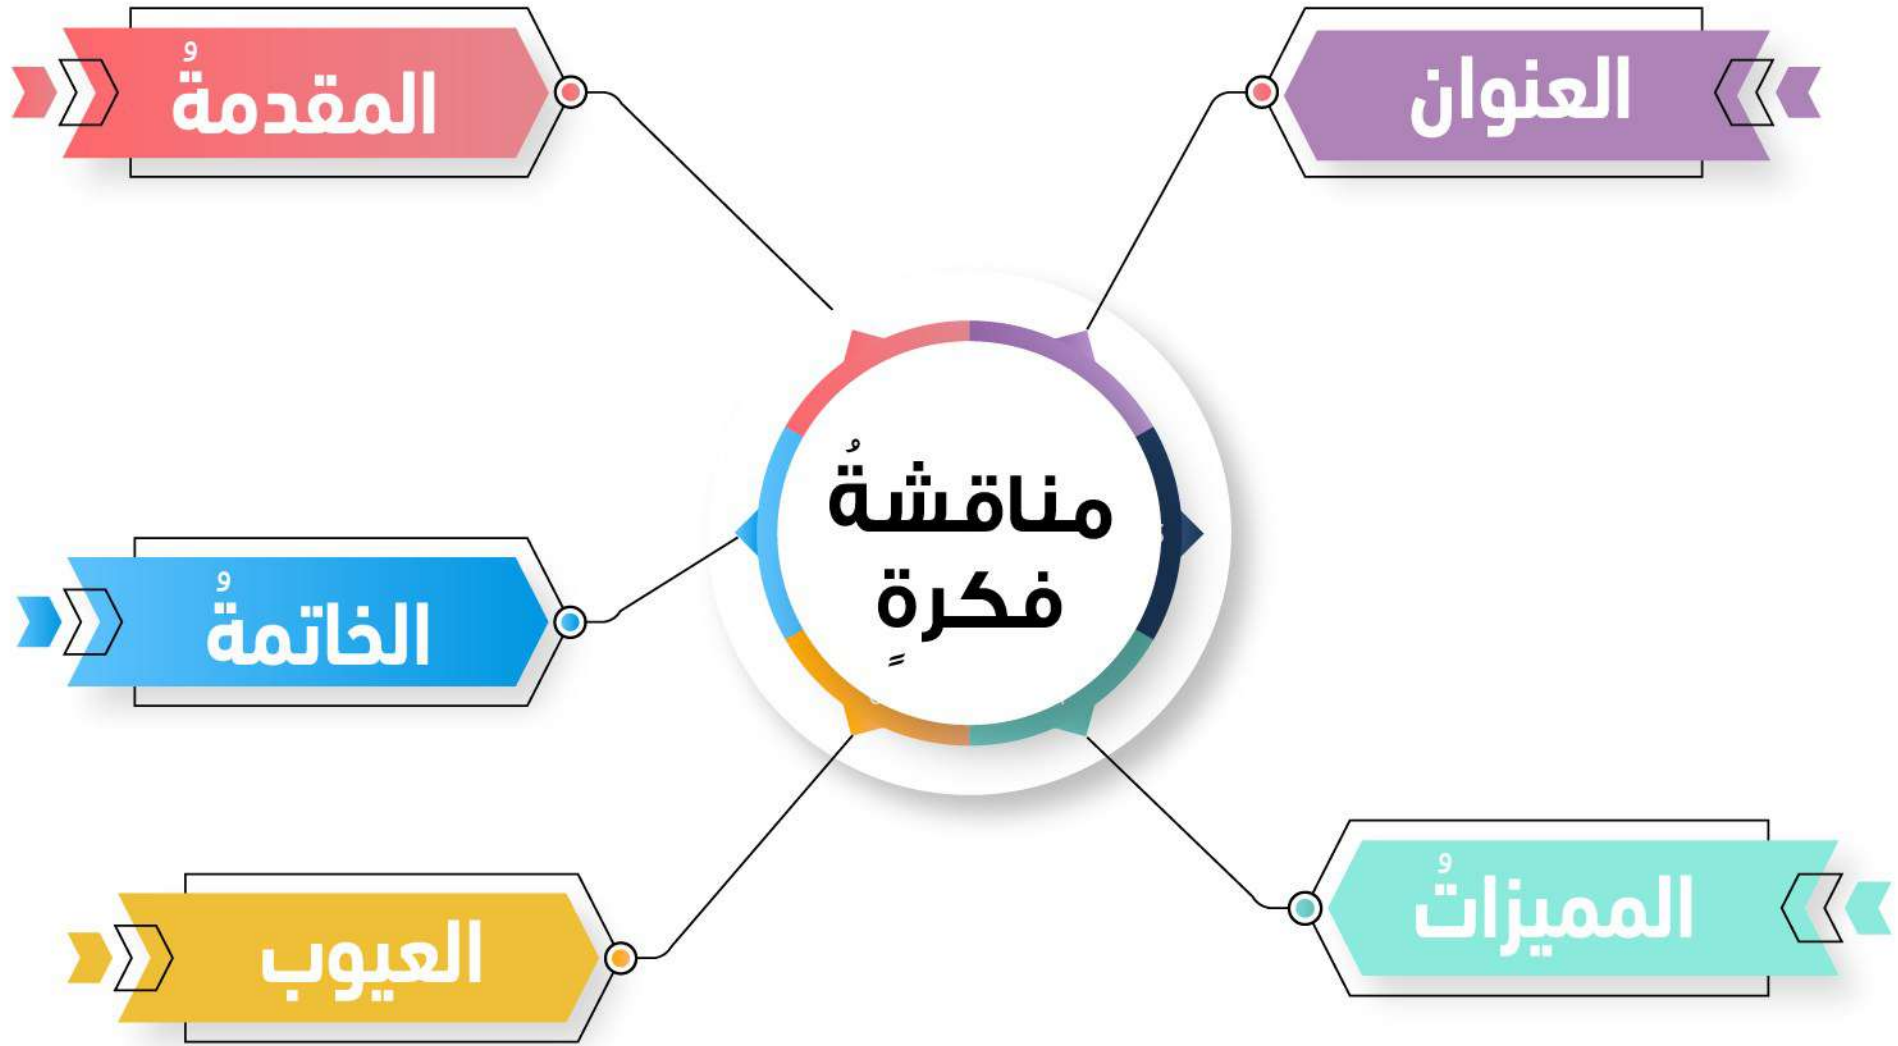 العنوان
المقدمةُ
مناقشةُ
فكرةٍ
الخاتمةُ
المميزاتُ
العيوب